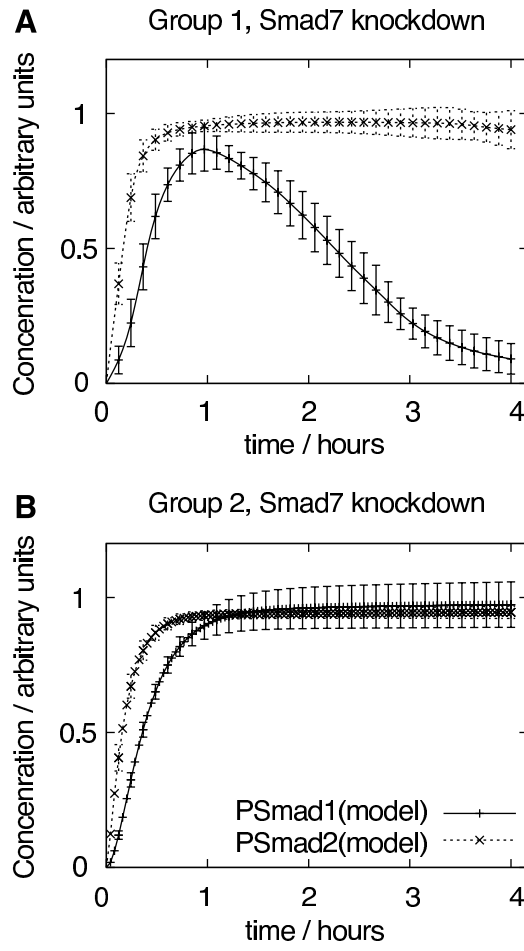 A
Group 1, Smad7 knockdown
Concenration / arbitrary units
1
0.5
0
0 1 2 3 4
time / hours
B
Group 2, Smad7 knockdown
Concenration / arbitrary units
1
0.5
0
PSmad1(model)
PSmad2(model)
0 1 2 3 4
time / hours